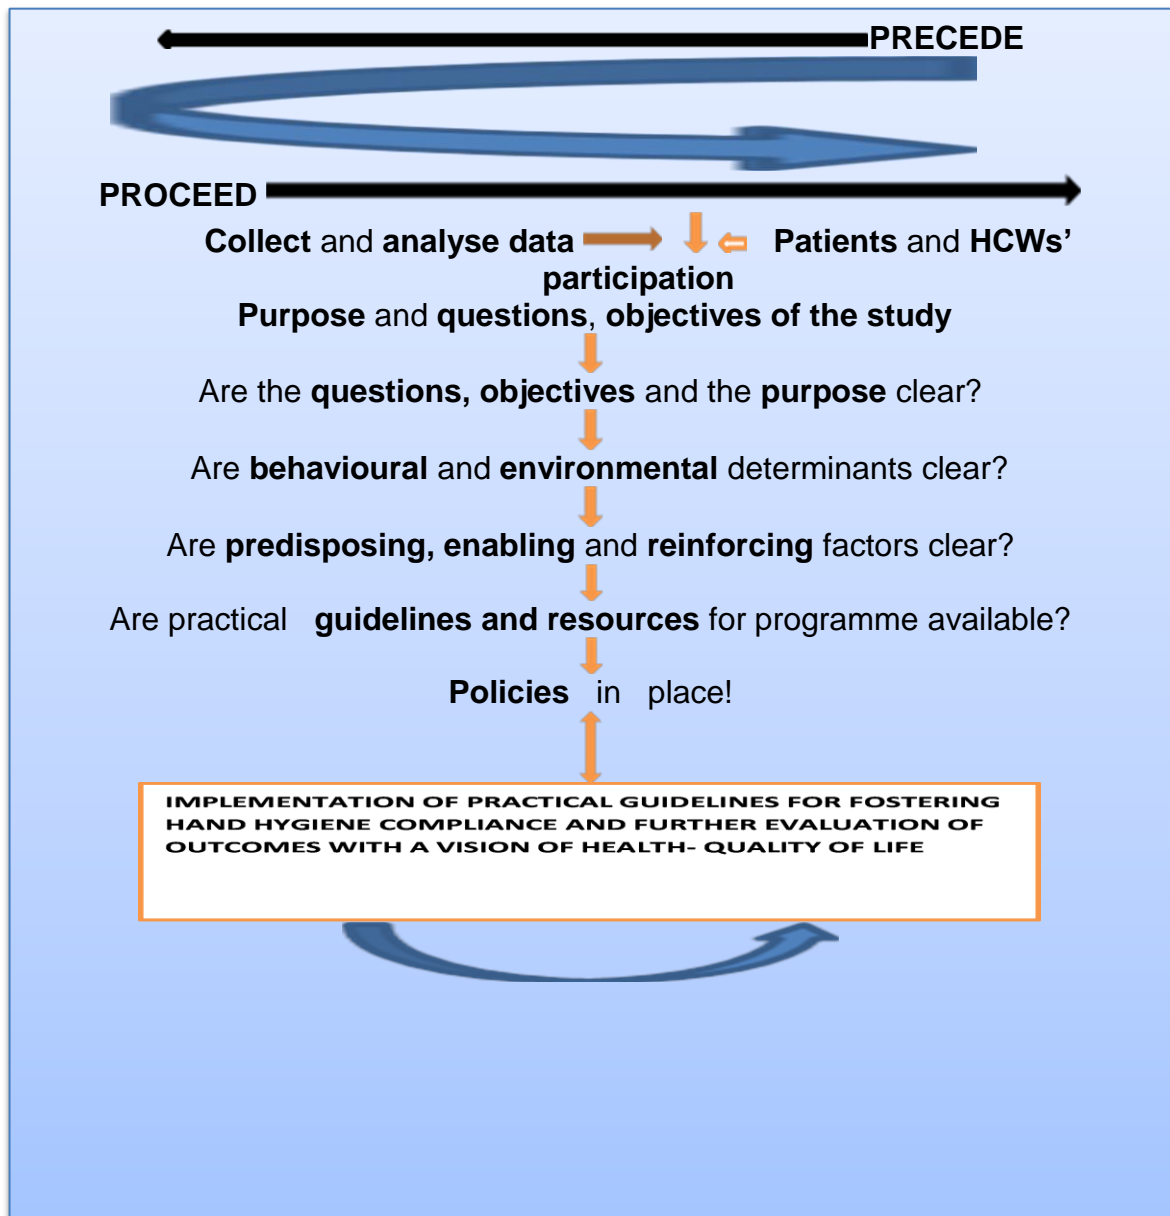 PRECEDE
PROCEED
Collect and analyse data Patients and HCWs’
participation
Purpose and questions, objectives of the study
Are the questions, objectives and the purpose clear?
Are behavioural and environmental determinants clear?
Are predisposing, enabling and reinforcing factors clear?
Are practical guidelines and resources for programme available?
Policies in place!
IMPLEMENTATION OF PRACTICAL GUIDELINES FOR FOSTERING
HAND HYGIENE COMPLIANCE AND FURTHER EVALUATION OF
OUTCOMES WITH A VISION OF HEALTH- QUALITY OF LIFE